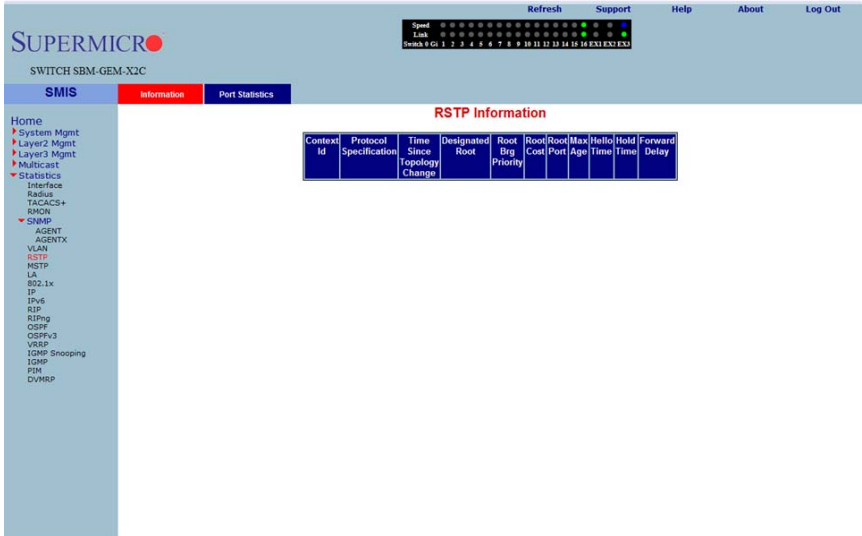 Refresh Support Help About Log Out
SUPERMICRO
SWITCH SBM-GEM-X2C
Speed
Link
Switch 0 Gi 1 2 3 4 5 6 7 8 9 10 11 12 13 14 15 16 EX1 EX2 EX3
SMIS
Information Port Statistics
Home
System Mgmt
Layer2 Mgmt
Layer3 Mgmt
Multicast
Statistics
Interface
Radius
TACACS+
RMON
SNMP
AGENT
AGENTX
VLAN
RSTP
MSTP
LA
802.1x
IP
IPv6
RIP
RIPng
OSPF
OSPFv3
VRRP
IGMP Snooping
IGMP
PIM
DVMRP
RSTP Information
Context Protocol Time Designated Root Root Root Max Hello Hold Forward
Id Specification Since Root Brg Cost Port Age Time Time Delay
Topology Priority
Change